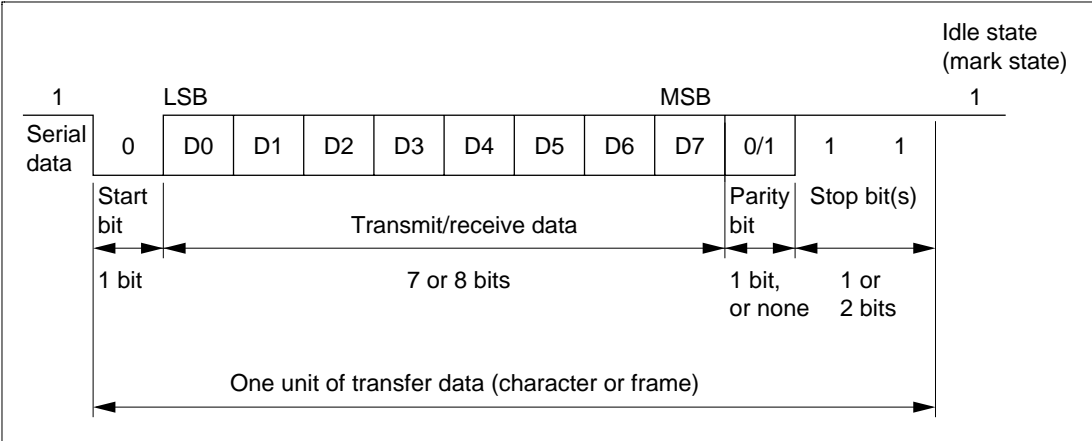 Idle state
(mark state)
1 LSB MSB 1
Serial
data
0 D0 D1 D2 D3 D4 D5 D6 D7 0/1 1 1
Start
bit
Transmit/receive data
Parity
bit
Stop bit(s)
1 bit
7 or 8 bits
1 bit,
or none
1 or
2 bits
One unit of transfer data (character or frame)